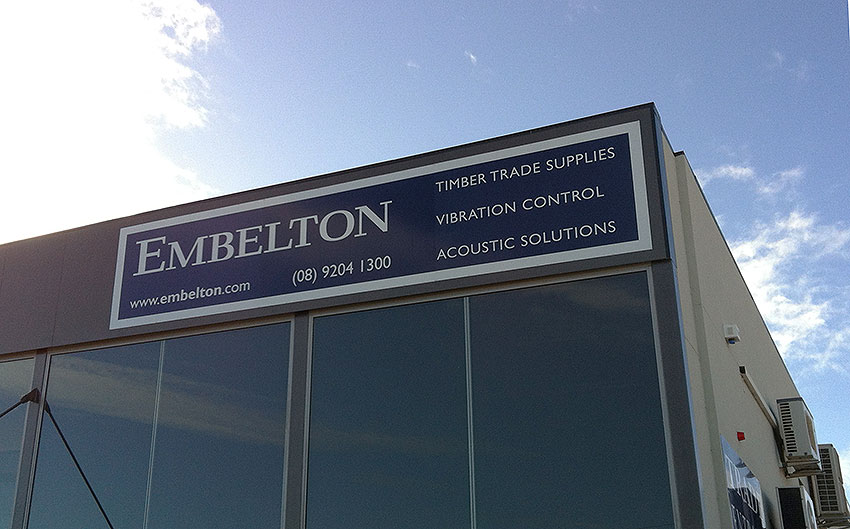 EMBELTON
www.embelton.com
(08) 9204 1300
TIMBER TRADE SUPPLIES
VIBRATION CONTROL
ACOUSTIC SOLUTIONS